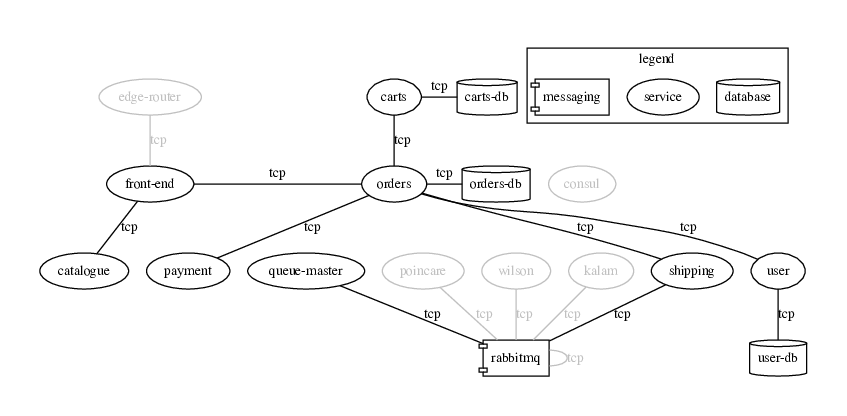 legend
edge-router
carts
tcp
carts-db
messaging
service
database
tcp
tcp
front-end
tcp
orders
tcp
orders-db
consul
tcp
tcp
tcp
tcp
catalogue
payment
queue-master
poincare
wilson
kalam
shipping
user
tcp
tcp
tcp
tcp
tcp
tcp
rabbitmq
tcp
user-db